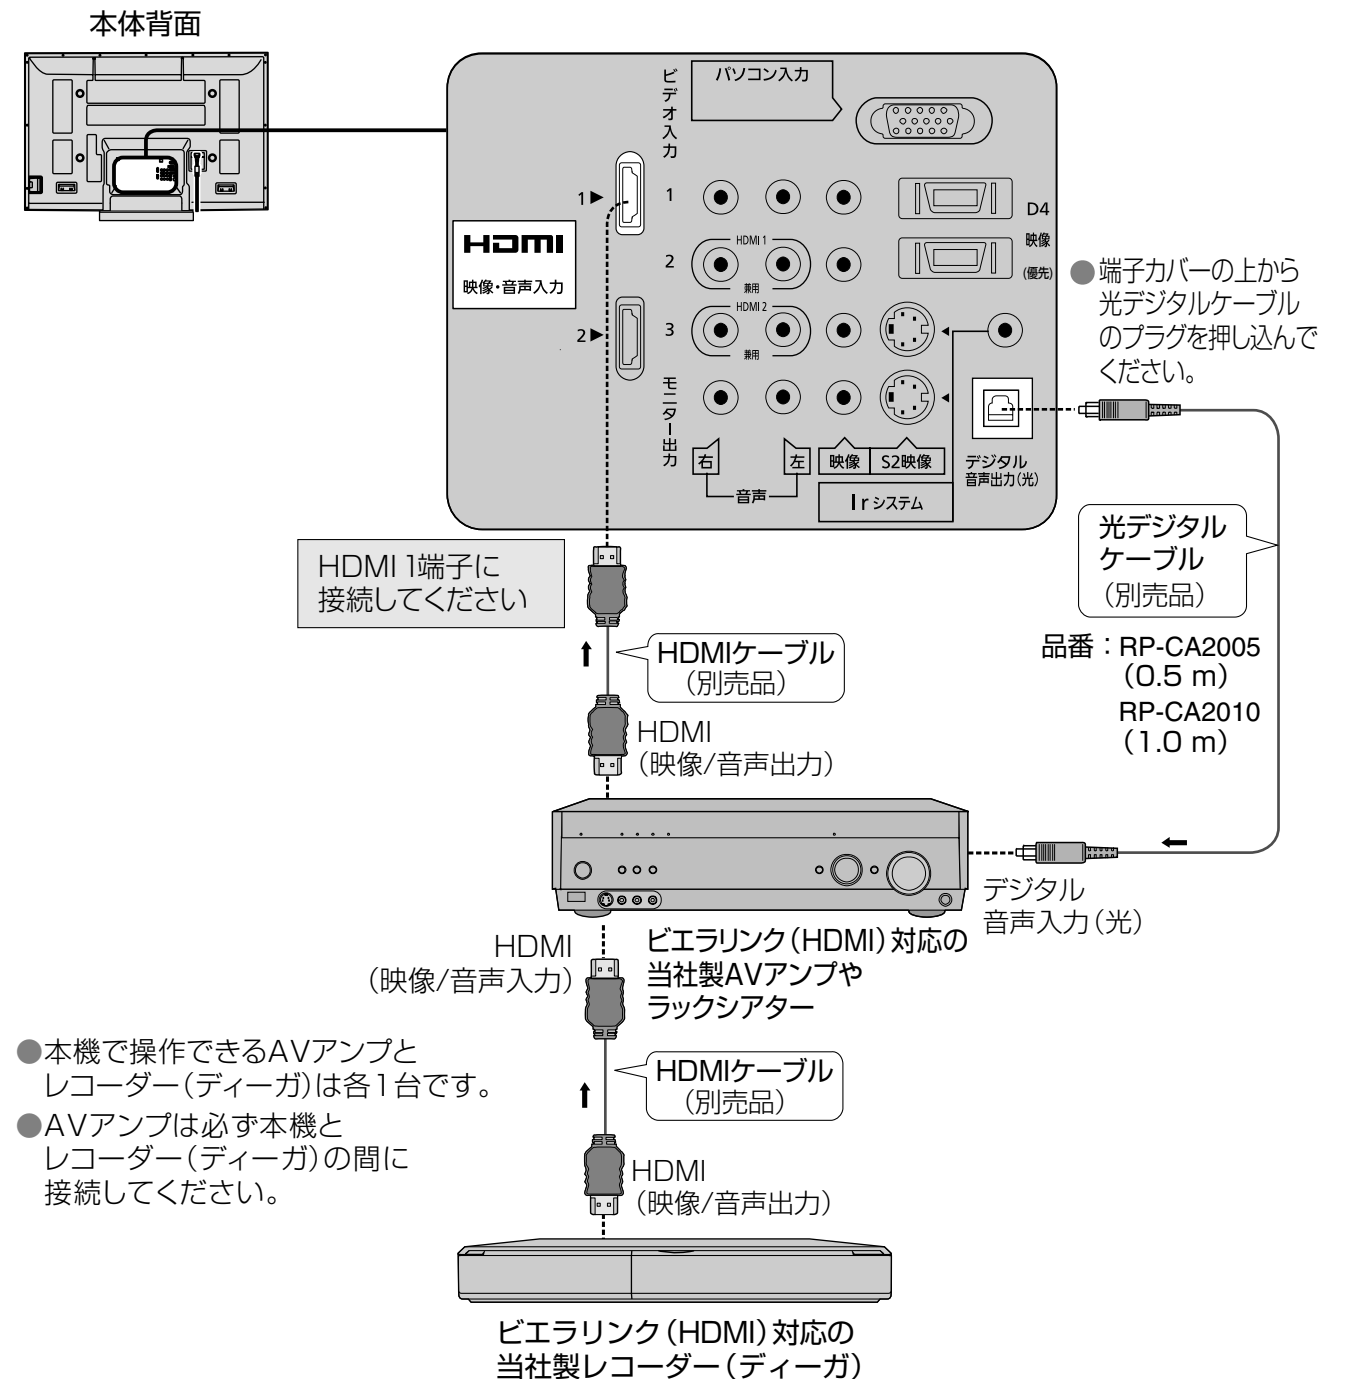 本体背面
ビデオ入力
パソコン入力
1▶
1
D4
映像
(優先)
HDMI
映像・音声入力
2
HDMI 1
兼用
2▶
3
HDMI 2
兼用
モニター出力
右
左
音声
映像
S2映像
Irシステム
デジタル
音声出力(光)
●端子カバーの上から
光デジタルケーブル
のプラグを押し込んで
ください。
光デジタル
ケーブル
(別売品)
品番:RP-CA2005
(0.5 m)
RP-CA2010
(1.0 m)
HDMI 1端子に
接続してください
HDMIケーブル
(別売品)
HDMI
(映像/音声出力)
デジタル
音声入力(光)
HDMI
(映像/音声入力)
ビエラリンク(HDMI)対応の
当社製AVアンプや
ラックシアター
●本機で操作できるAVアンプと
レコーダー(ディーガ)は各1台です。
●AVアンプは必ず本機と
レコーダー(ディーガ)の間に
接続してください。
HDMIケーブル
(別売品)
HDMI
(映像/音声出力)
ビエラリンク(HDMI)対応の
当社製レコーダー(ディーガ)